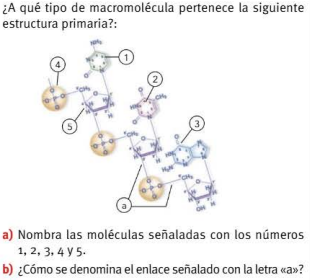 ¿A qué tipo de macromolécula pertenece la siguiente
estructura primaria?:
1
4
2
5
3
a
a) Nombra las moléculas señaladas con los números
1, 2, 3, 4 y 5.
b) ¿Cómo se denomina el enlace señalado con la letra «a»?